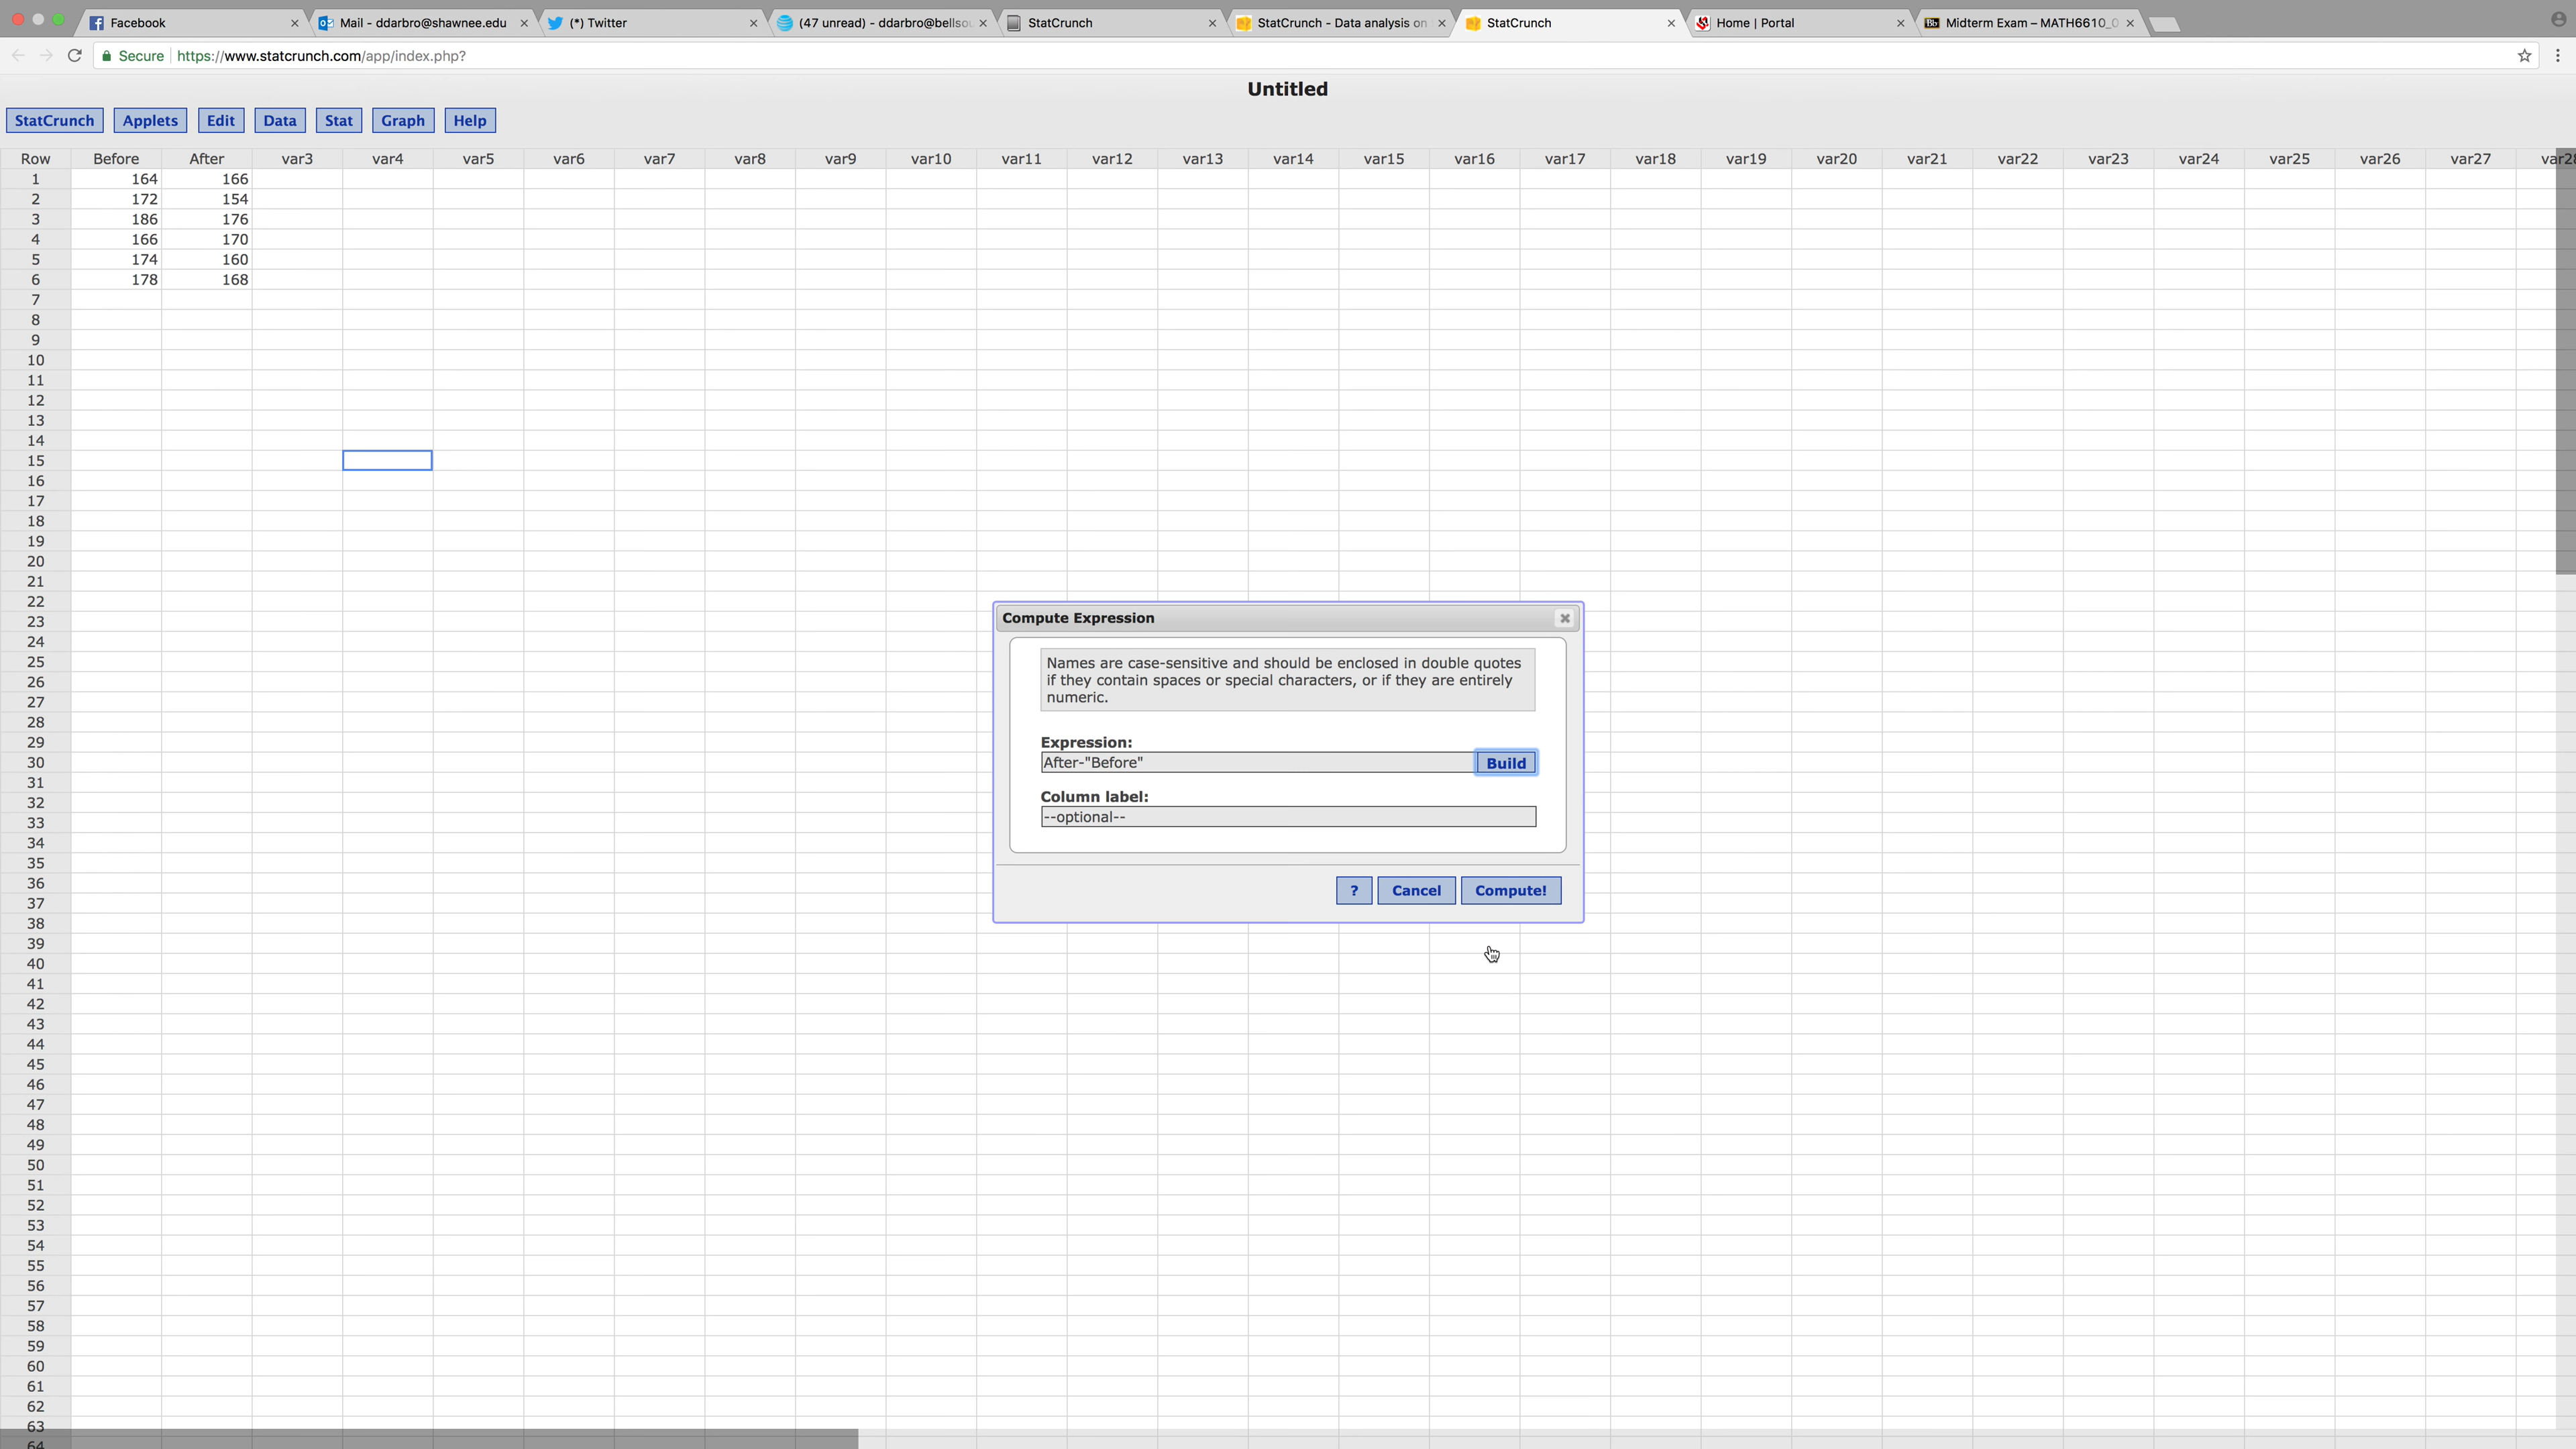 Facebook Mail - ddarbro@shawnee.edu (*) Twitter (47 unread) - ddarbro@bellsou StatCrunch StatCrunch - Data analysis on StatCrunch Home | Portal Midterm Exam – MATH6610_0
Secure https://www.statcrunch.com/app/index.php?
Untitled
StatCrunch Applets Edit Data Stat Graph Help
Row Before After var3 var4 var5 var6 var7 var8 var9 var10 var11 var12 var13 var14 var15 var16 var17 var18 var19 var20 var21 var22 var23 var24 var25 var26 var27 var28
1 164 166
2 172 154
3 186 176
4 166 170
5 174 160
6 178 168
7
8
9
10
11
12
13
14
15
16
17
18
19
20
21
22
23
24
25
26
27
28
29
30
31
32
33
34
35
36
37
38
39
40
41
42
43
44
45
46
47
48
49
50
51
52
53
54
55
56
57
58
59
60
61
62
63
64
Compute Expression
Names are case-sensitive and should be enclosed in double quotes
if they contain spaces or special characters, or if they are entirely
numeric.
Expression:
After-"Before" Build
Column label:
--optional--
? Cancel Compute!